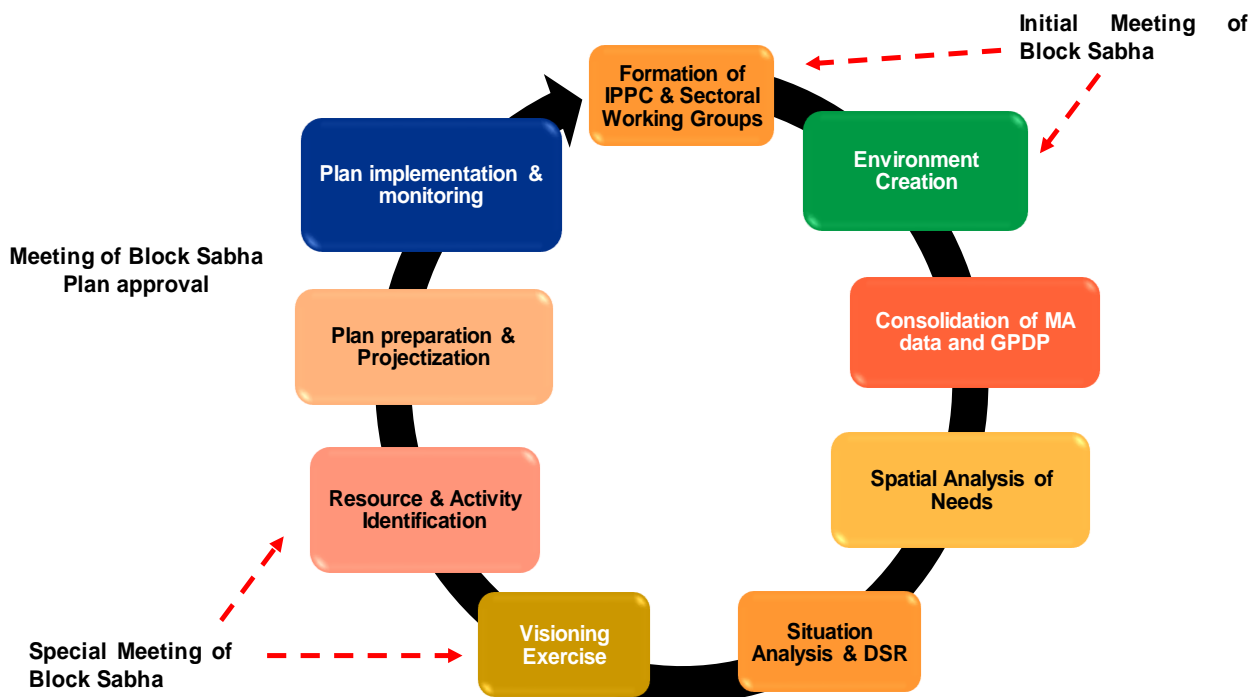 Initial Meeting of
Block Sabha
Formation of
IPPC & Sectoral
Working Groups
Environment
Creation
Consolidation of MA
data and GPDP
Spatial Analysis of
Needs
Situation
Analysis & DSR
Visioning
Exercise
Special Meeting of
Block Sabha
Resource & Activity
Identification
Plan preparation &
Projectization
Meeting of Block Sabha
Plan approval
Plan implementation &
monitoring